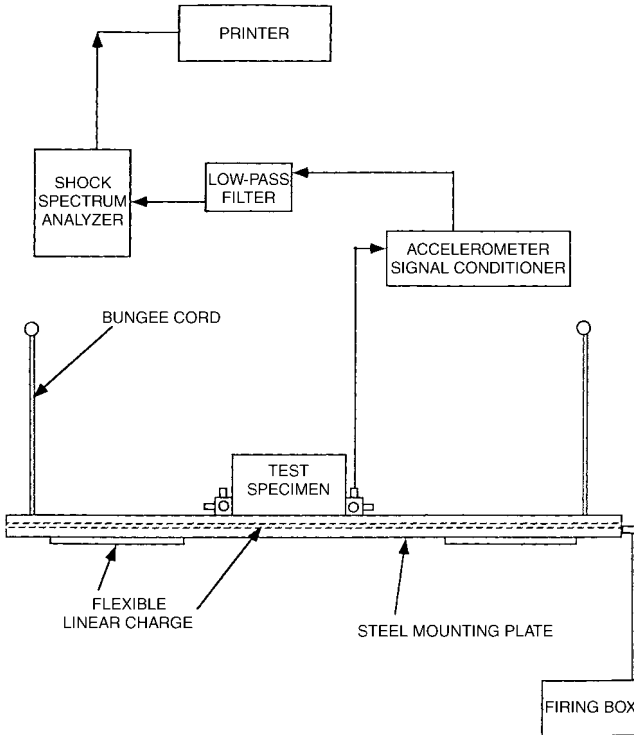 PRINTER
SHOCK
SPECTRUM
ANALYZER
LOW-PASS
FILTER
ACCELEROMETER
SIGNAL CONDITIONER
BUNGEE CORD
TEST
SPECIMEN
FLEXIBLE
LINEAR CHARGE
STEEL MOUNTING PLATE
FIRING BOX